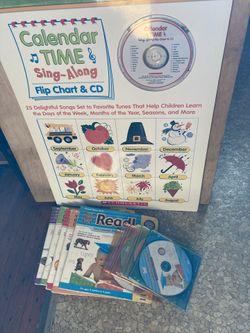 Calendar
TIME
Sing-Along
Flip Chart & CD
Calendar
TIME
25 Delightful Songs Set to Favorite Tunes That Help Children Learn
the Days of the Week, Months of the Year, Seasons, and More
September
October
November
December
January
February
March
April
May
June
July
August
SCHOLASTIC
Read!